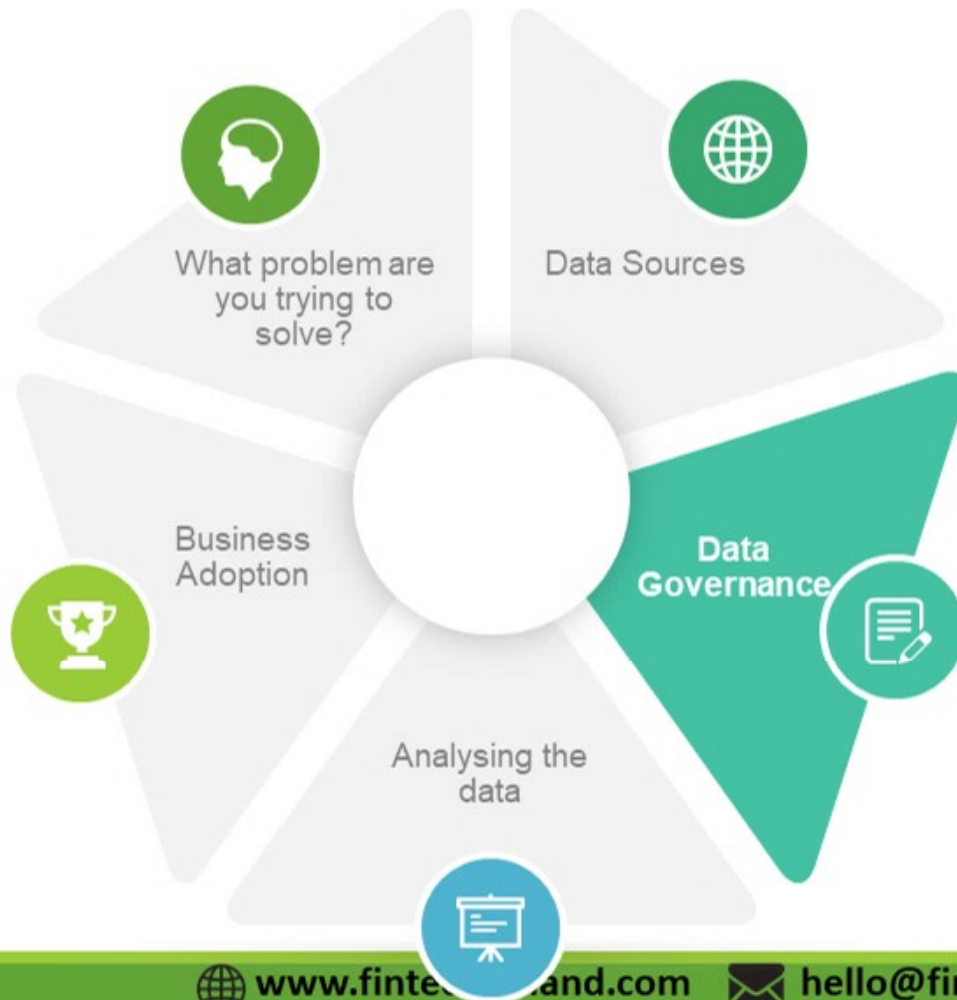 What problem are
you trying to
solve?
Data Sources
Data
Governance
Analysing the
data
Business
Adoption